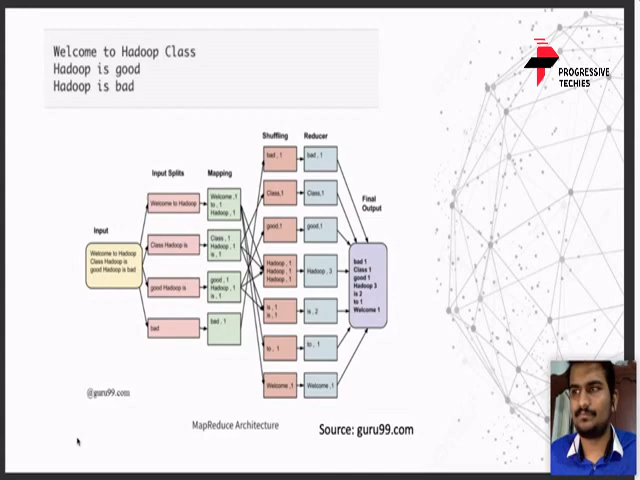 Welcome to Hadoop Class
Hadoop is good
Hadoop is bad
PROGRESSIVE
TECHIES
Input
Welcome to Hadoop
Class Hadoop is
good Hadoop is bad
Input Splits
Welcome to Hadoop
Class Hadoop is
good Hadoop is
bad
Mapping
Welcome ,1
to , 1
Hadoop , 1
Class , 1
Hadoop , 1
is , 1
good , 1
Hadoop , 1
is , 1
bad , 1
Shuffling
bad , 1
Class,1
good,1
Hadoop , 1
Hadoop , 1
Hadoop , 1
is , 1
is , 1
to , 1
Welcome ,1
Reducer
bad , 1
Class,1
good,1
Hadoop , 3
is , 2
to , 1
Welcome ,1
Final
Output
bad 1
Class 1
good 1
Hadoop 3
is 2
to 1
Welcome 1
@guru99.com
MapReduce Architecture
Source: guru99.com